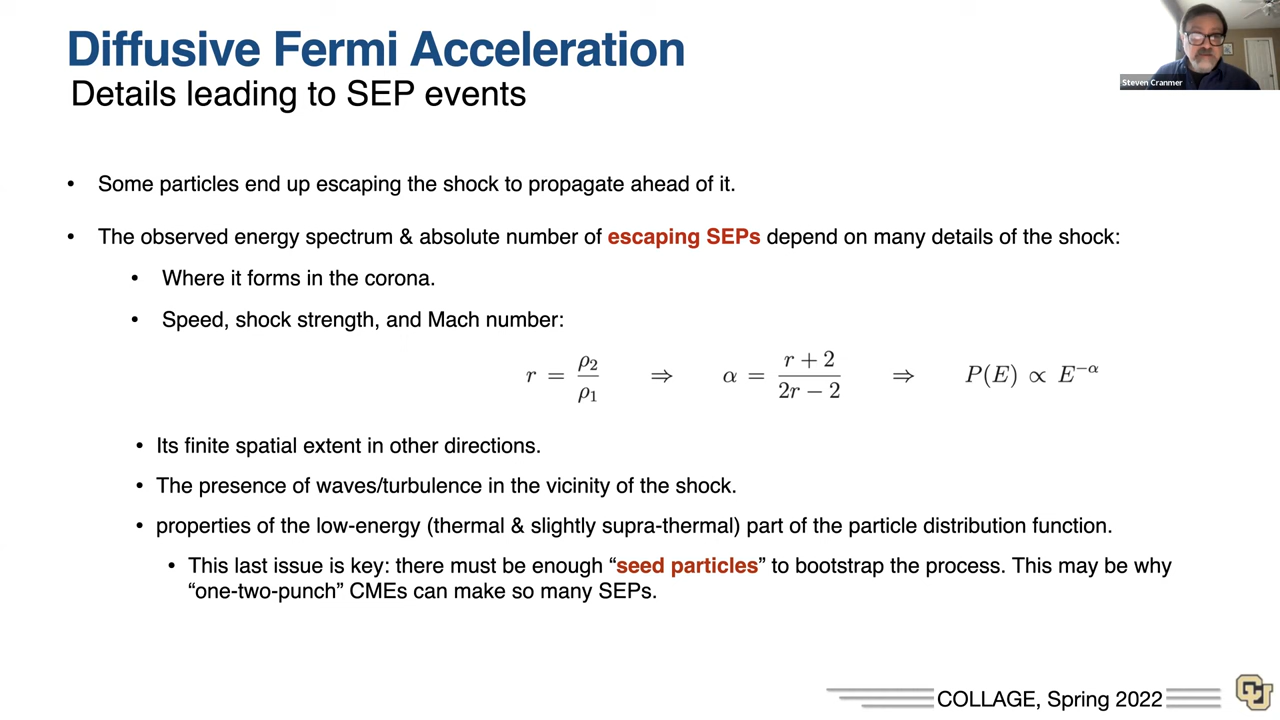 Diffusive Fermi Acceleration
Details leading to SEP events
Steven Cranmer
• Some particles end up escaping the shock to propagate ahead of it.
• The observed energy spectrum & absolute number of escaping SEPs depend on many details of the shock:
• Where it forms in the corona.
• Speed, shock strength, and Mach number:
r = ρ₂/ρ₁ ⇒ α = (r + 2)/(2r − 2) ⇒ P(E) ∝ E^−α
• Its finite spatial extent in other directions.
• The presence of waves/turbulence in the vicinity of the shock.
• properties of the low-energy (thermal & slightly supra-thermal) part of the particle distribution function.
• This last issue is key: there must be enough “seed particles” to bootstrap the process. This may be why
“one-two-punch” CMEs can make so many SEPs.
COLLAGE, Spring 2022
CU